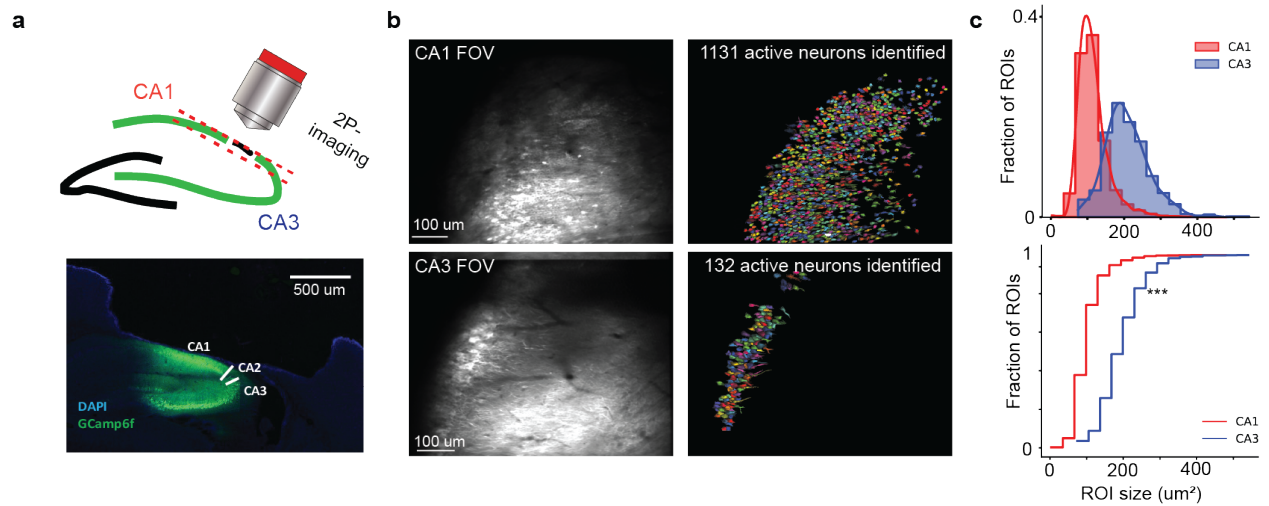 a
CA1
2P-
imaging
CA3
500 um
CA1
CA2
CA3
DAPI
GCamp6f
b
CA1 FOV
100 um
1131 active neurons identified
CA3 FOV
100 um
132 active neurons identified
c
0.4
Fraction of ROIs
0
CA1
CA3
0
200
400
1
Fraction of ROIs
0
***
CA1
CA3
0
200
400
ROI size (um²)